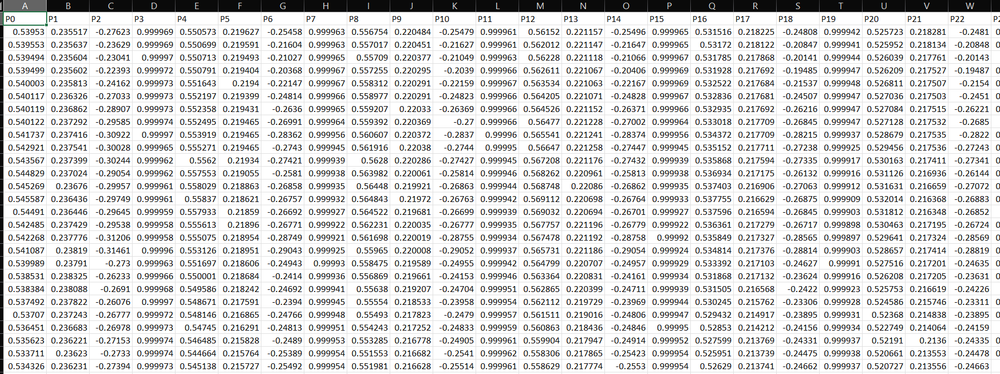 A B C D E F G H I J K L M N O P Q R S T U V W
P0 P1 P2 P3 P4 P5 P6 P7 P8 P9 P10 P11 P12 P13 P14 P15 P16 P17 P18 P19 P20 P21 P22
0.53953 0.235517 -0.27623 0.999969 0.550573 0.219627 -0.25458 0.999963 0.556754 0.220484 -0.25479 0.999961 0.56152 0.221157 -0.25496 0.999965 0.531516 0.218225 -0.24808 0.999942 0.525723 0.218281 -0.2481 0
0.539553 0.235637 -0.23629 0.999969 0.550699 0.219591 -0.21604 0.999963 0.557017 0.220451 -0.21627 0.999961 0.562012 0.221147 -0.21647 0.999965 0.53172 0.218122 -0.20847 0.999941 0.525952 0.218134 -0.20848 0
0.539494 0.235604 -0.23041 0.99997 0.550713 0.219493 -0.21027 0.999965 0.55709 0.220377 -0.21049 0.999963 0.56228 0.221118 -0.21066 0.999967 0.531785 0.217868 -0.20141 0.999944 0.526039 0.217761 -0.20143
0.539499 0.235602 -0.22393 0.999972 0.550791 0.219404 -0.20368 0.999967 0.557255 0.220295 -0.2039 0.999966 0.562611 0.221067 -0.20406 0.999969 0.531928 0.217692 -0.19485 0.999947 0.526209 0.217527 -0.19487 0
0.540003 0.235813 -0.24162 0.999973 0.551643 0.2194 -0.22147 0.999967 0.558312 0.220291 -0.22159 0.999967 0.563534 0.221063 -0.22167 0.999969 0.532522 0.217684 -0.21537 0.999948 0.526811 0.217507 -0.2154 0
0.540117 0.236326 -0.27033 0.999973 0.552197 0.219399 -0.24814 0.999966 0.558977 0.220291 -0.24823 0.999966 0.564205 0.221071 -0.24828 0.999967 0.532836 0.217681 -0.24507 0.999947 0.527036 0.217503 -0.2451 0
0.540119 0.236862 -0.28907 0.999973 0.552358 0.219431 -0.2636 0.999965 0.559207 0.22033 -0.26369 0.999966 0.564526 0.221152 -0.26371 0.999966 0.532935 0.217692 -0.26216 0.999947 0.527084 0.217515 -0.26221 0
0.540122 0.237292 -0.29585 0.999974 0.552495 0.219465 -0.26991 0.999964 0.559392 0.220369 -0.27 0.999966 0.56477 0.221228 -0.27002 0.999964 0.533018 0.217709 -0.26845 0.999947 0.527128 0.217532 -0.2685
0.541737 0.237416 -0.30922 0.99997 0.553919 0.219465 -0.28362 0.999956 0.560607 0.220372 -0.2837 0.99996 0.565541 0.221241 -0.28374 0.999956 0.534372 0.217709 -0.28215 0.999937 0.528679 0.217535 -0.2822 0
0.542921 0.237541 -0.30028 0.999965 0.555271 0.219465 -0.2743 0.999945 0.561916 0.22038 -0.2744 0.99995 0.56647 0.221258 -0.27447 0.999945 0.535152 0.217711 -0.27238 0.999925 0.529456 0.217536 -0.27243 0
0.543567 0.237399 -0.30244 0.999962 0.5562 0.21934 -0.27421 0.999939 0.5628 0.220286 -0.27427 0.999945 0.567208 0.221176 -0.27432 0.999939 0.535868 0.217594 -0.27335 0.999917 0.530163 0.217411 -0.27341 0
0.544829 0.237024 -0.29054 0.999962 0.557553 0.219055 -0.2581 0.999938 0.563982 0.220061 -0.25814 0.999946 0.568262 0.220961 -0.25813 0.999938 0.536934 0.217175 -0.26132 0.999916 0.531126 0.216936 -0.26144 0
0.545269 0.23676 -0.29957 0.999961 0.558029 0.218863 -0.26858 0.999935 0.56448 0.219921 -0.26863 0.999944 0.568748 0.22086 -0.26862 0.999935 0.537403 0.216906 -0.27063 0.999912 0.531631 0.216659 -0.27072 0
0.545587 0.236436 -0.29749 0.999961 0.55837 0.218621 -0.26757 0.999932 0.564843 0.21972 -0.26763 0.999942 0.569112 0.220698 -0.26764 0.999933 0.537755 0.216629 -0.26875 0.999909 0.532014 0.216368 -0.26883 0
0.54491 0.236446 -0.29645 0.999959 0.557933 0.21859 -0.26692 0.999927 0.564522 0.219681 -0.26699 0.999939 0.569032 0.220694 -0.26701 0.999927 0.537596 0.216594 -0.26845 0.999903 0.531812 0.216348 -0.26852
0.542485 0.237429 -0.29538 0.999958 0.555613 0.21896 -0.26771 0.999922 0.562231 0.220035 -0.26777 0.999935 0.567757 0.221196 -0.26779 0.999922 0.536361 0.217279 -0.26717 0.999898 0.530463 0.217195 -0.26724 0
0.542268 0.237776 -0.31206 0.999958 0.555075 0.218954 -0.28749 0.999921 0.561698 0.220019 -0.28755 0.999934 0.567478 0.221192 -0.28758 0.99992 0.535849 0.217327 -0.28565 0.999897 0.529641 0.217324 -0.28569 0
0.541087 0.23819 -0.31461 0.99996 0.553126 0.218951 -0.29043 0.999925 0.55965 0.220008 -0.29052 0.999937 0.565731 0.221186 -0.29054 0.999924 0.534814 0.217376 -0.28814 0.999903 0.528657 0.217414 -0.28819 0
0.539989 0.23791 -0.273 0.999963 0.551697 0.218606 -0.24943 0.99993 0.558475 0.219589 -0.24955 0.999942 0.564799 0.220707 -0.24957 0.999929 0.533392 0.217103 -0.24627 0.99991 0.527516 0.217201 -0.24635 0
0.538531 0.238325 -0.26233 0.999966 0.550001 0.218684 -0.2414 0.999936 0.556869 0.219661 -0.24153 0.999946 0.563364 0.220831 -0.24161 0.999934 0.531868 0.217132 -0.23624 0.999916 0.526208 0.217205 -0.23631 0
0.538384 0.238088 -0.2691 0.999968 0.549586 0.218242 -0.24692 0.999941 0.55638 0.219207 -0.24704 0.999951 0.562865 0.220399 -0.24711 0.999939 0.531505 0.216568 -0.2422 0.999923 0.525753 0.216619 -0.24226
0.537492 0.237822 -0.26076 0.99997 0.548671 0.217591 -0.2394 0.999945 0.55554 0.218533 -0.23958 0.999954 0.562112 0.219729 -0.23969 0.999944 0.530245 0.215762 -0.23306 0.999928 0.524586 0.215746 -0.23311 0
0.53707 0.237243 -0.26777 0.999972 0.548146 0.216865 -0.24766 0.999948 0.55493 0.217823 -0.2479 0.999957 0.561511 0.219016 -0.24806 0.999947 0.529432 0.214917 -0.23895 0.999931 0.52368 0.214838 -0.23895 0
0.536451 0.236683 -0.26978 0.999973 0.54745 0.216291 -0.24813 0.999951 0.554243 0.217252 -0.24833 0.999959 0.560863 0.218436 -0.24846 0.99995 0.52853 0.214212 -0.24156 0.999934 0.522749 0.214064 -0.24159
0.535623 0.236221 -0.27153 0.999974 0.546485 0.215828 -0.2489 0.999953 0.553285 0.216778 -0.24905 0.999961 0.559904 0.217947 -0.24914 0.999952 0.527599 0.213769 -0.24331 0.999937 0.52191 0.2136 -0.24335 0
0.533711 0.23623 -0.2733 0.999974 0.544664 0.215764 -0.25389 0.999954 0.551553 0.216682 -0.2541 0.999962 0.558306 0.217865 -0.25423 0.999954 0.525951 0.213739 -0.24475 0.999938 0.520661 0.213553 -0.24478 0
0.534326 0.236231 -0.27394 0.999973 0.545138 0.215727 -0.25492 0.999954 0.551981 0.216628 -0.25514 0.999961 0.558629 0.217774 -0.2553 0.999954 0.52629 0.213741 -0.24662 0.999937 0.520727 0.213556 -0.24663